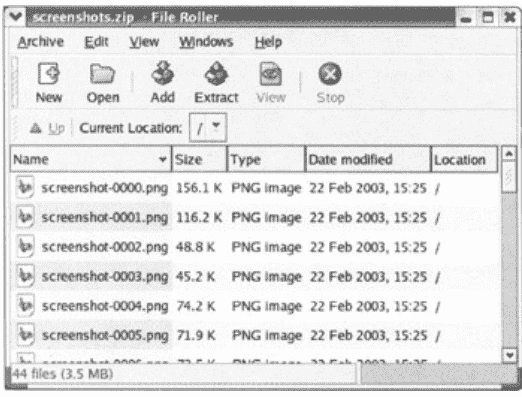 screenshots.zip - File Roller
Archive Edit View Windows Help
New Open Add Extract View Stop
Up Current Location: /
Name Size Type Date modified Location
screenshot-0000.png 156.1 K PNG image 22 Feb 2003, 15:25 /
screenshot-0001.png 116.2 K PNG image 22 Feb 2003, 15:25 /
screenshot-0002.png 48.8 K PNG image 22 Feb 2003, 15:25 /
screenshot-0003.png 45.2 K PNG image 22 Feb 2003, 15:25 /
screenshot-0004.png 74.2 K PNG image 22 Feb 2003, 15:25 /
screenshot-0005.png 71.9 K PNG image 22 Feb 2003, 15:25 /
44 files (3.5 MB)